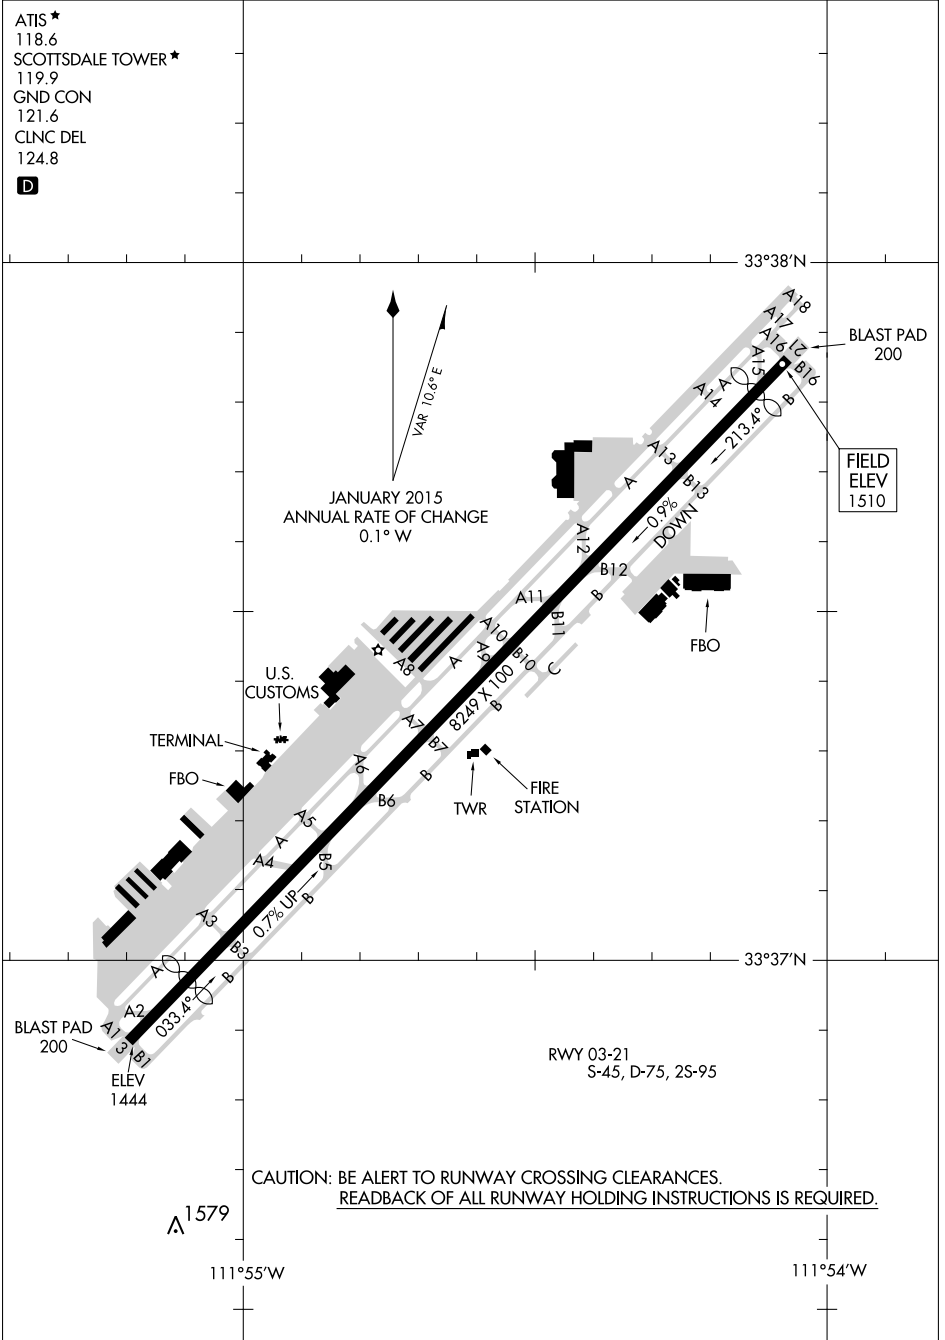 ATIS ★
118.6
SCOTTSDALE TOWER ★
119.9
GND CON
121.6
CLNC DEL
124.8
D
33°38'N
A18
A17
A16
21
BLAST PAD
200
A15
B16
A
A14
B
VAR 10.6° E
213.4°
FIELD
ELEV
1510
A13
A
B13
JANUARY 2015
ANNUAL RATE OF CHANGE
0.1° W
0.9%
DOWN
A12
B12
B
A11
B11
FBO
A10
A9
B10
C
A
A8
U.S.
CUSTOMS
8249 X 100
B
A7
B7
TERMINAL
A6
B
FBO
B6
TWR
FIRE
STATION
A5
A
A4
B5
B
0.7% UP
A3
B3
33°37'N
A
B
033.4°
A2
A1
3
B1
BLAST PAD
200
ELEV
1444
RWY 03-21
S-45, D-75, 2S-95
CAUTION: BE ALERT TO RUNWAY CROSSING CLEARANCES.
READBACK OF ALL RUNWAY HOLDING INSTRUCTIONS IS REQUIRED.
1579
111°55'W
111°54'W